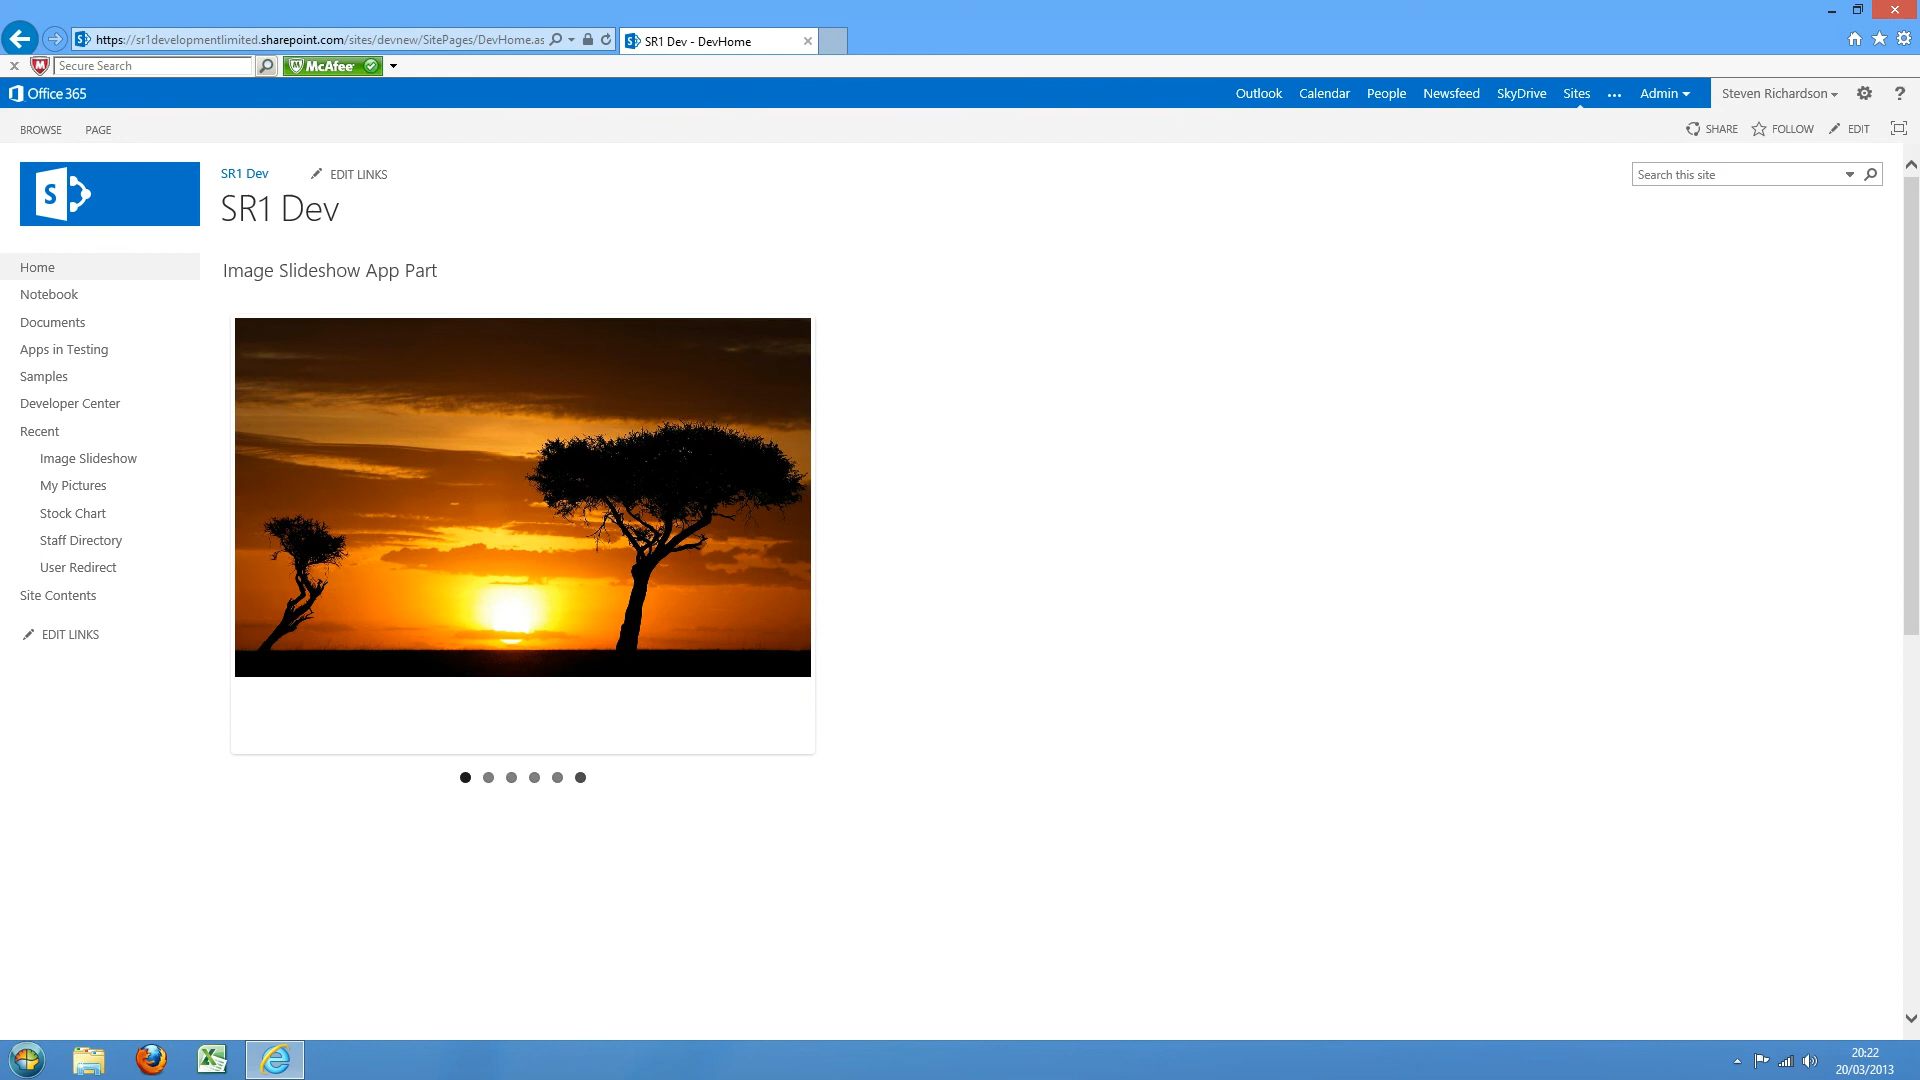 https://sr1developmentlimited.sharepoint.com/sites/devnew/SitePages/DevHome.as
SR1 Dev - DevHome
Secure Search
McAfee
Office 365
Outlook Calendar People Newsfeed SkyDrive Sites ... Admin
Steven Richardson
?
BROWSE PAGE
SHARE FOLLOW EDIT
S
SR1 Dev EDIT LINKS
Search this site
SR1 Dev
Image Slideshow App Part
Home
Notebook
Documents
Apps in Testing
Samples
Developer Center
Recent
Image Slideshow
My Pictures
Stock Chart
Staff Directory
User Redirect
Site Contents
EDIT LINKS
20:22
20/03/2013